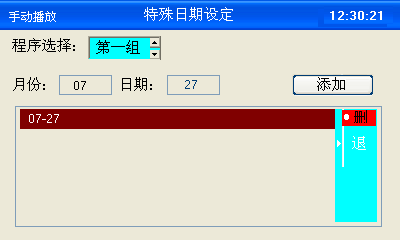 手动播放 特殊日期设定 12:30:21
程序选择： 第一组
月份： 07 日期： 27 添加
07-27
退